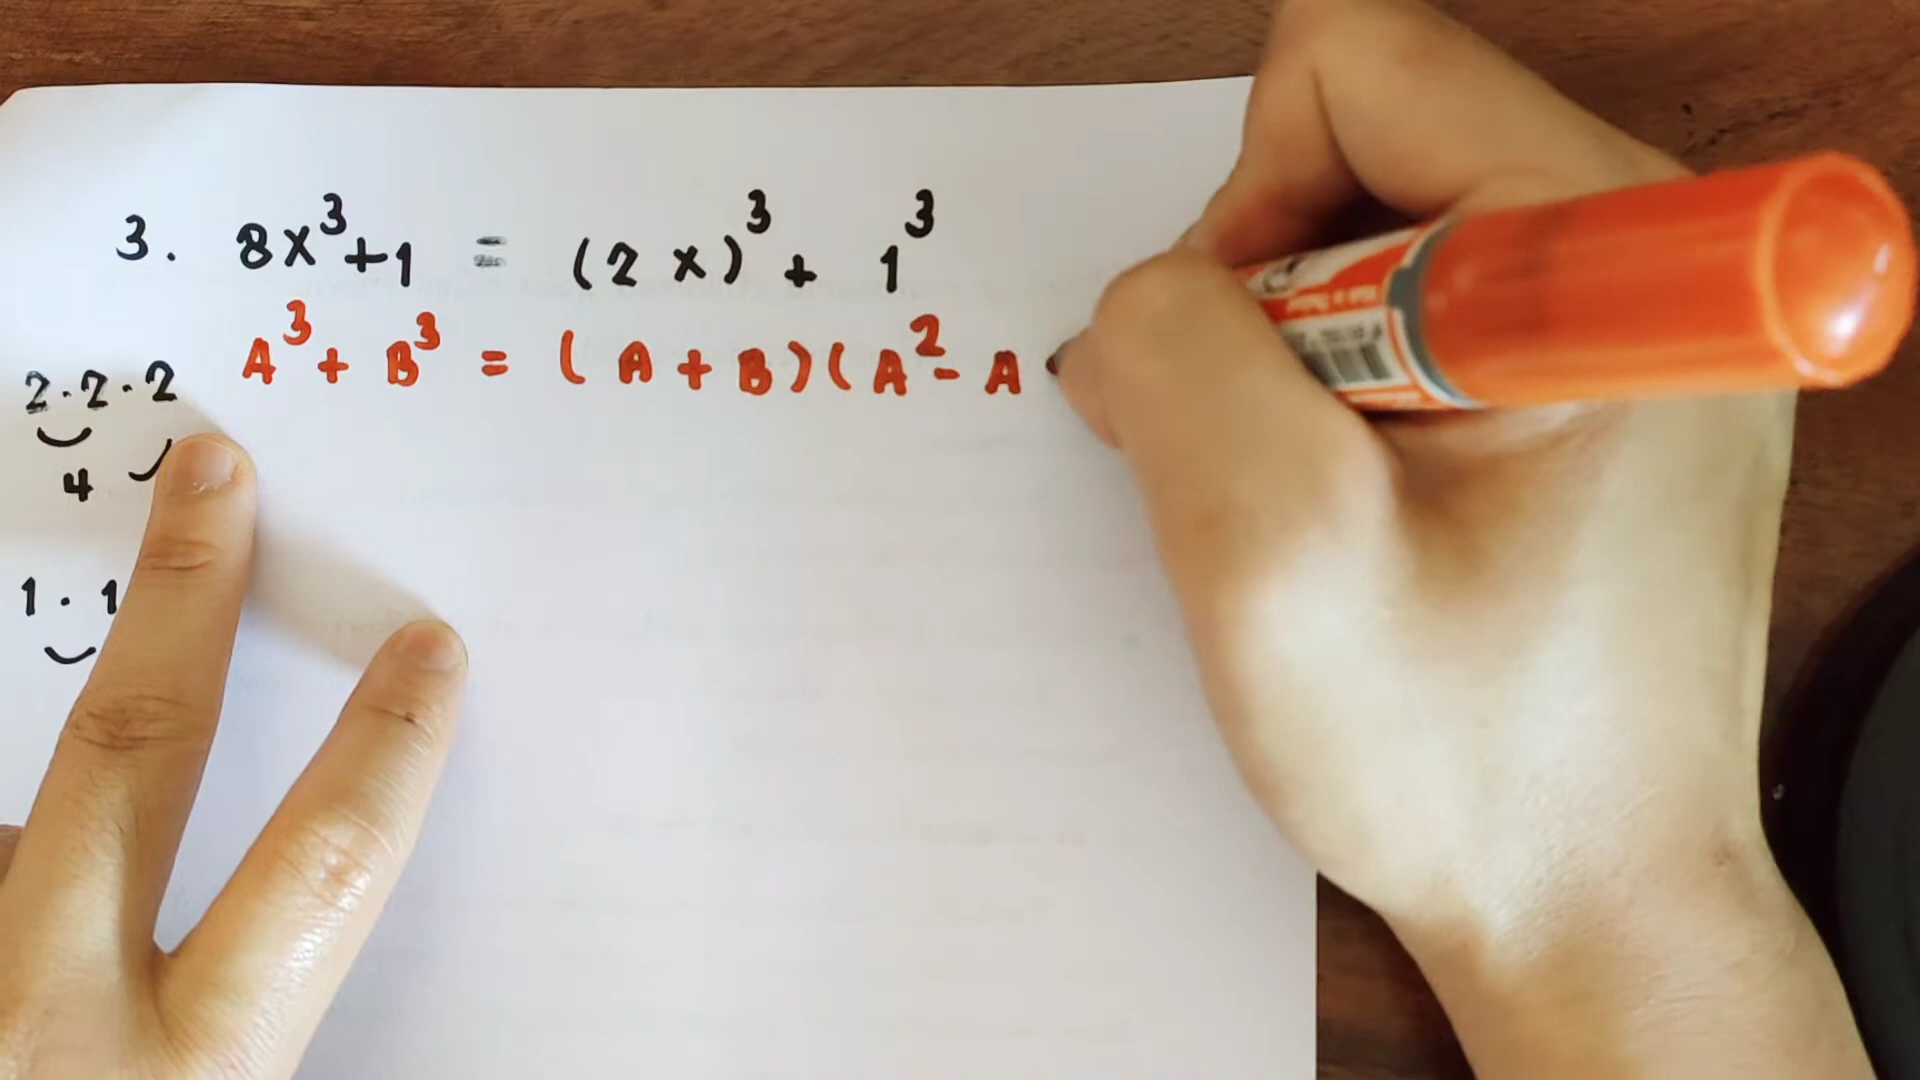 3. 8x³+1 = (2x)³ + 1³
A³ + B³ = (A + B)(A² - A
2 . 2 . 2
4
1 . 1